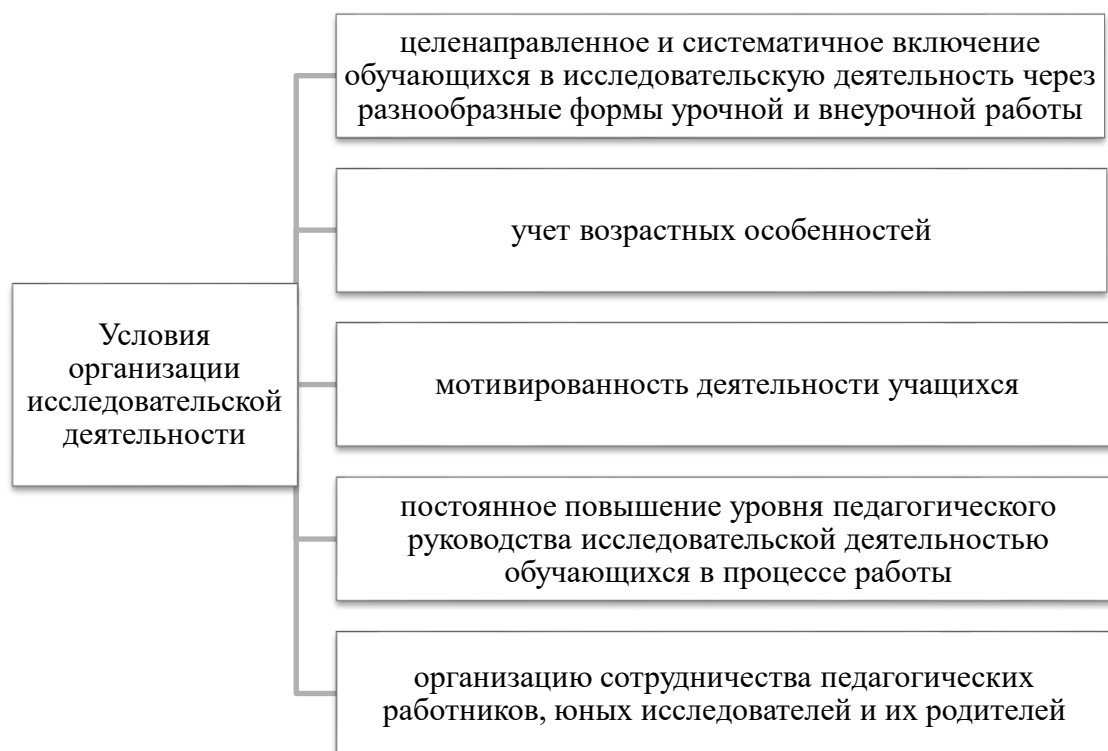 целенаправленное и систематичное включение
обучающихся в исследовательскую деятельность через
разнообразные формы урочной и внеурочной работы
учет возрастных особенностей
Условия
организации
исследовательской
деятельности
мотивированность деятельности учащихся
постоянное повышение уровня педагогического
руководства исследовательской деятельностью
обучающихся в процессе работы
организацию сотрудничества педагогических
работников, юных исследователей и их родителей